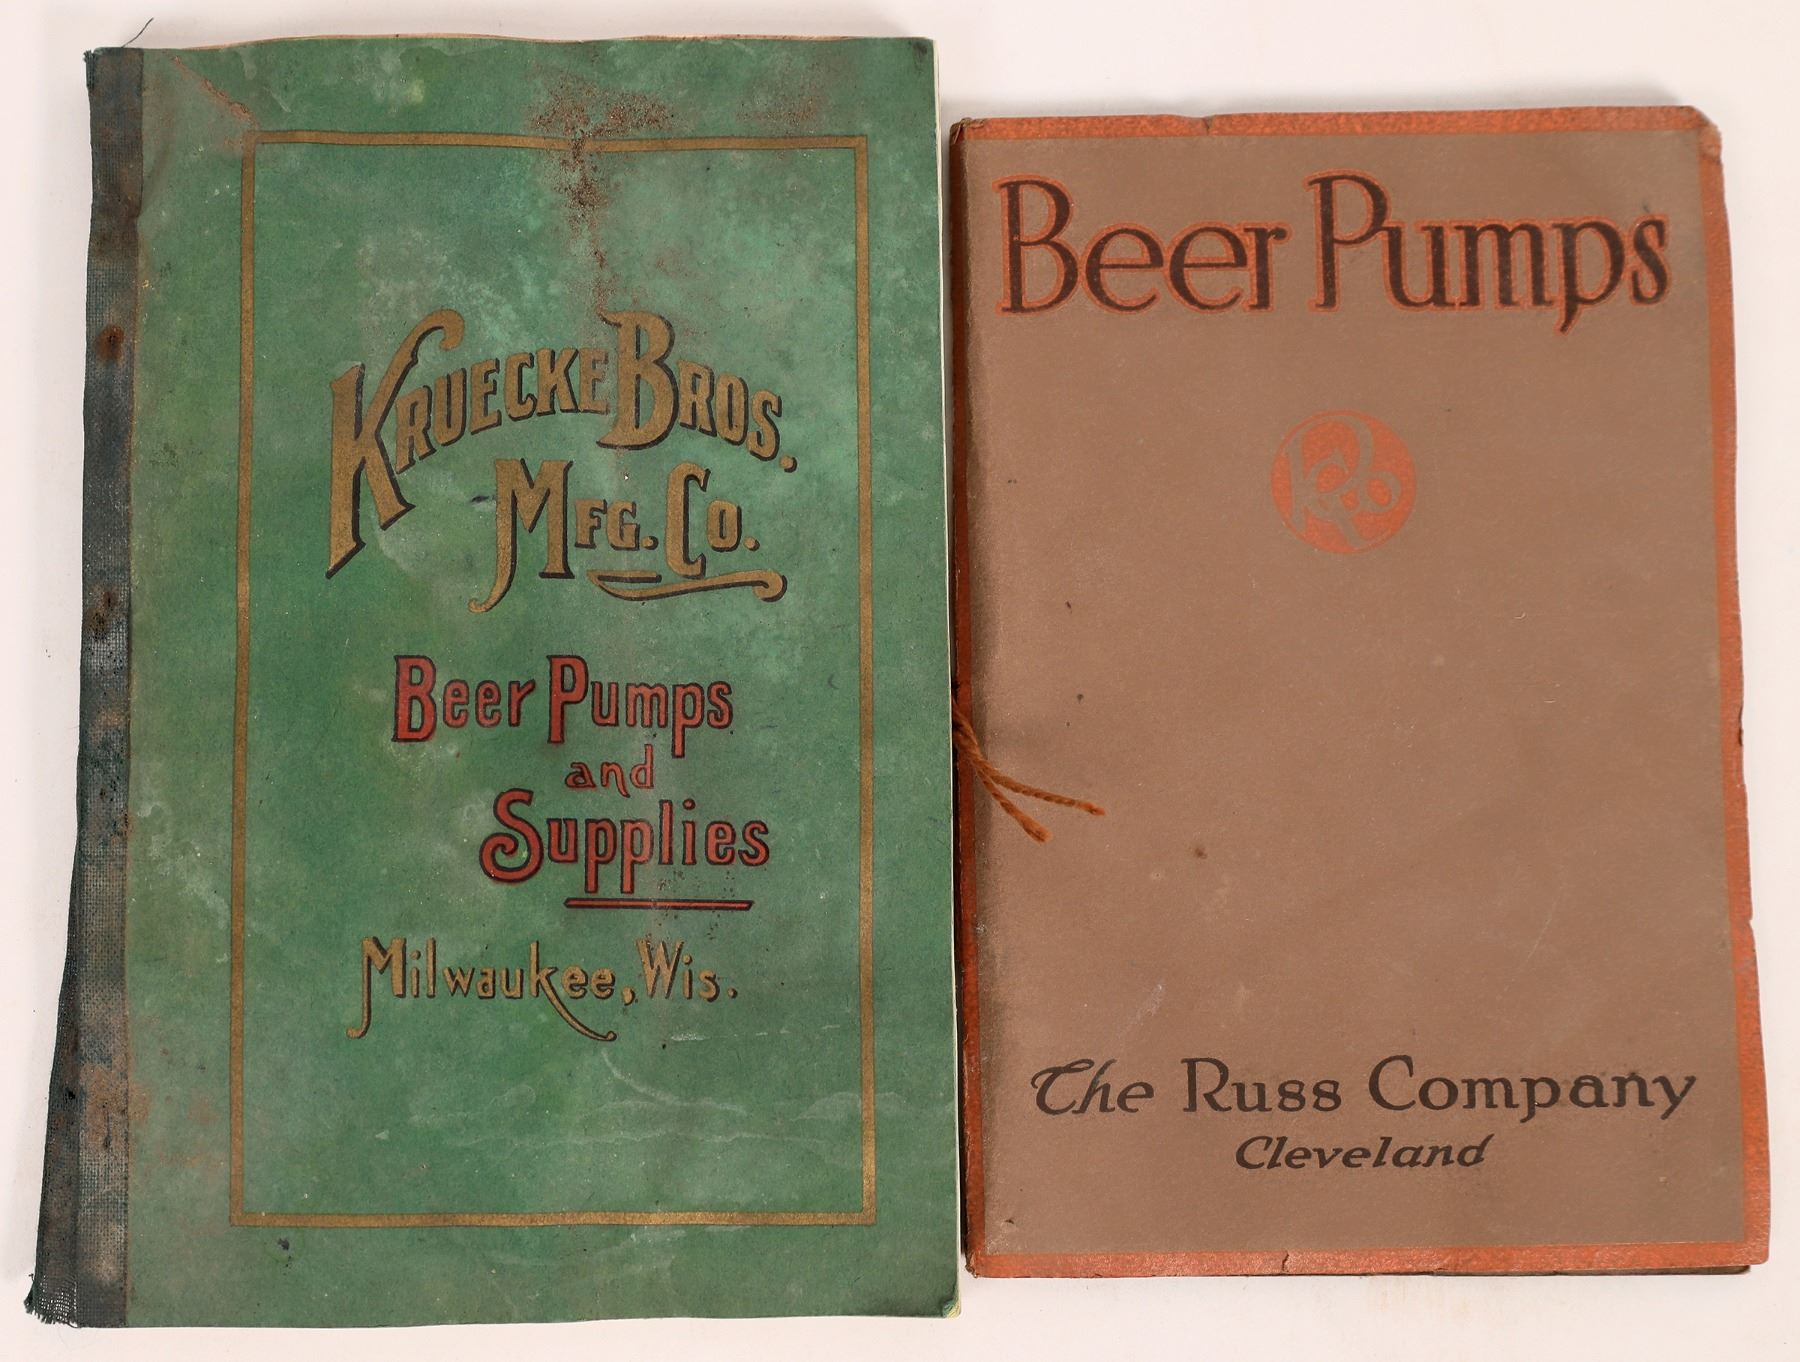 Kruecke Bros.
Mfg. Co.
Beer Pumps
and
Supplies
Milwaukee, Wis.
Beer Pumps
The Russ Company
Cleveland